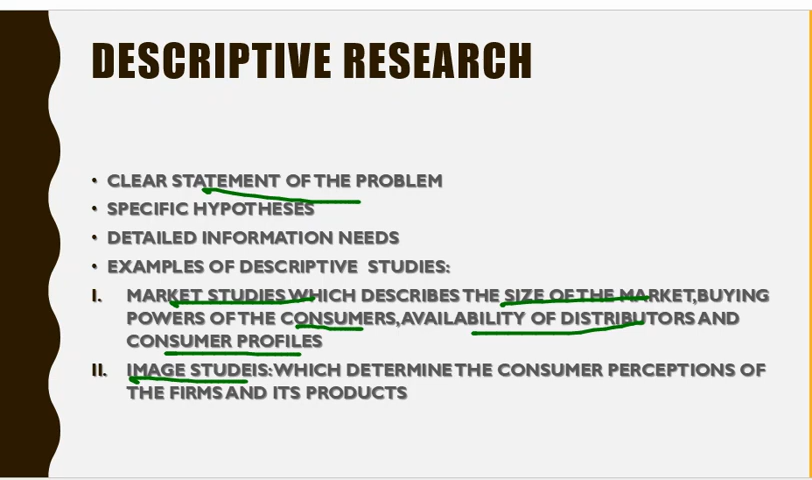 DESCRIPTIVE RESEARCH
• CLEAR STATEMENT OF THE PROBLEM
• SPECIFIC HYPOTHESES
• DETAILED INFORMATION NEEDS
• EXAMPLES OF DESCRIPTIVE STUDIES:
I. MARKET STUDIES WHICH DESCRIBES THE SIZE OF THE MARKET,BUYING
POWERS OF THE CONSUMERS,AVAILABILITY OF DISTRIBUTORS AND
CONSUMER PROFILES
II. IMAGE STUDEIS:WHICH DETERMINE THE CONSUMER PERCEPTIONS OF
THE FIRMS AND ITS PRODUCTS